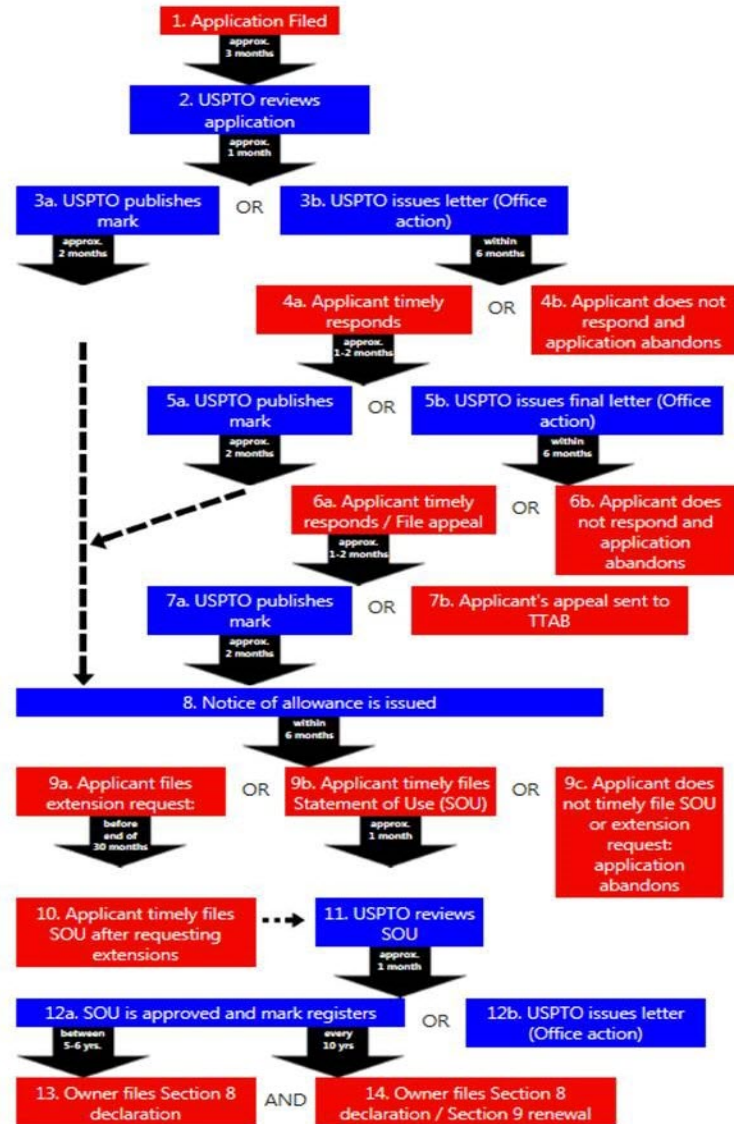 1. Application Filed
approx.
3 months
2. USPTO reviews
application
approx.
1 month
3a. USPTO publishes
mark
OR
3b. USPTO issues letter (Office
action)
approx.
2 months
within
6 months
4a. Applicant timely
responds
OR
4b. Applicant does not
respond and
application abandons
approx.
1-2 months
5a. USPTO publishes
mark
OR
5b. USPTO issues final letter (Office
action)
approx.
2 months
within
6 months
6a. Applicant timely
responds / File appeal
OR
6b. Applicant does
not respond and
application
abandons
approx.
1-2 months
7a. USPTO publishes
mark
OR
7b. Applicant's appeal sent to
TTAB
approx.
2 months
8. Notice of allowance is issued
within
6 months
9a. Applicant files
extension request:
OR
9b. Applicant timely files
Statement of Use (SOU)
OR
9c. Applicant does
not timely file SOU
or extension
request:
application
abandons
before
end of
30 months
approx.
1 month
10. Applicant timely files
SOU after requesting
extensions
11. USPTO reviews
SOU
approx.
1 month
12a. SOU is approved and mark registers
OR
12b. USPTO issues letter
(Office action)
between
5-6 yrs.
every
10 yrs
13. Owner files Section 8
declaration
AND
14. Owner files Section 8
declaration / Section 9 renewal